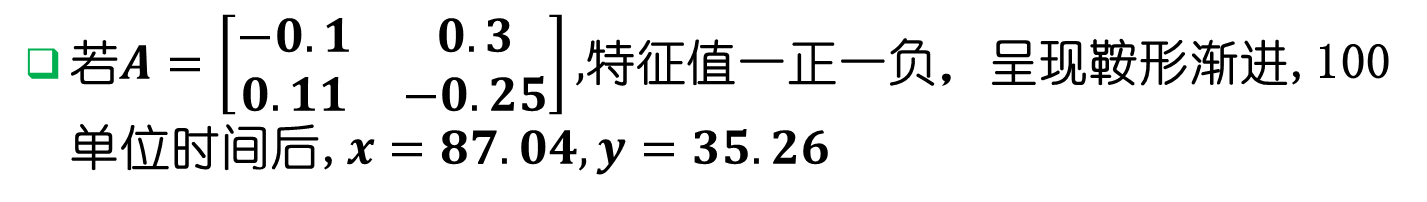 若A = [−0.1 0.3
0.11 −0.25],特征值一正一负，呈现鞍形渐进, 100
单位时间后, x = 87.04, y = 35.26